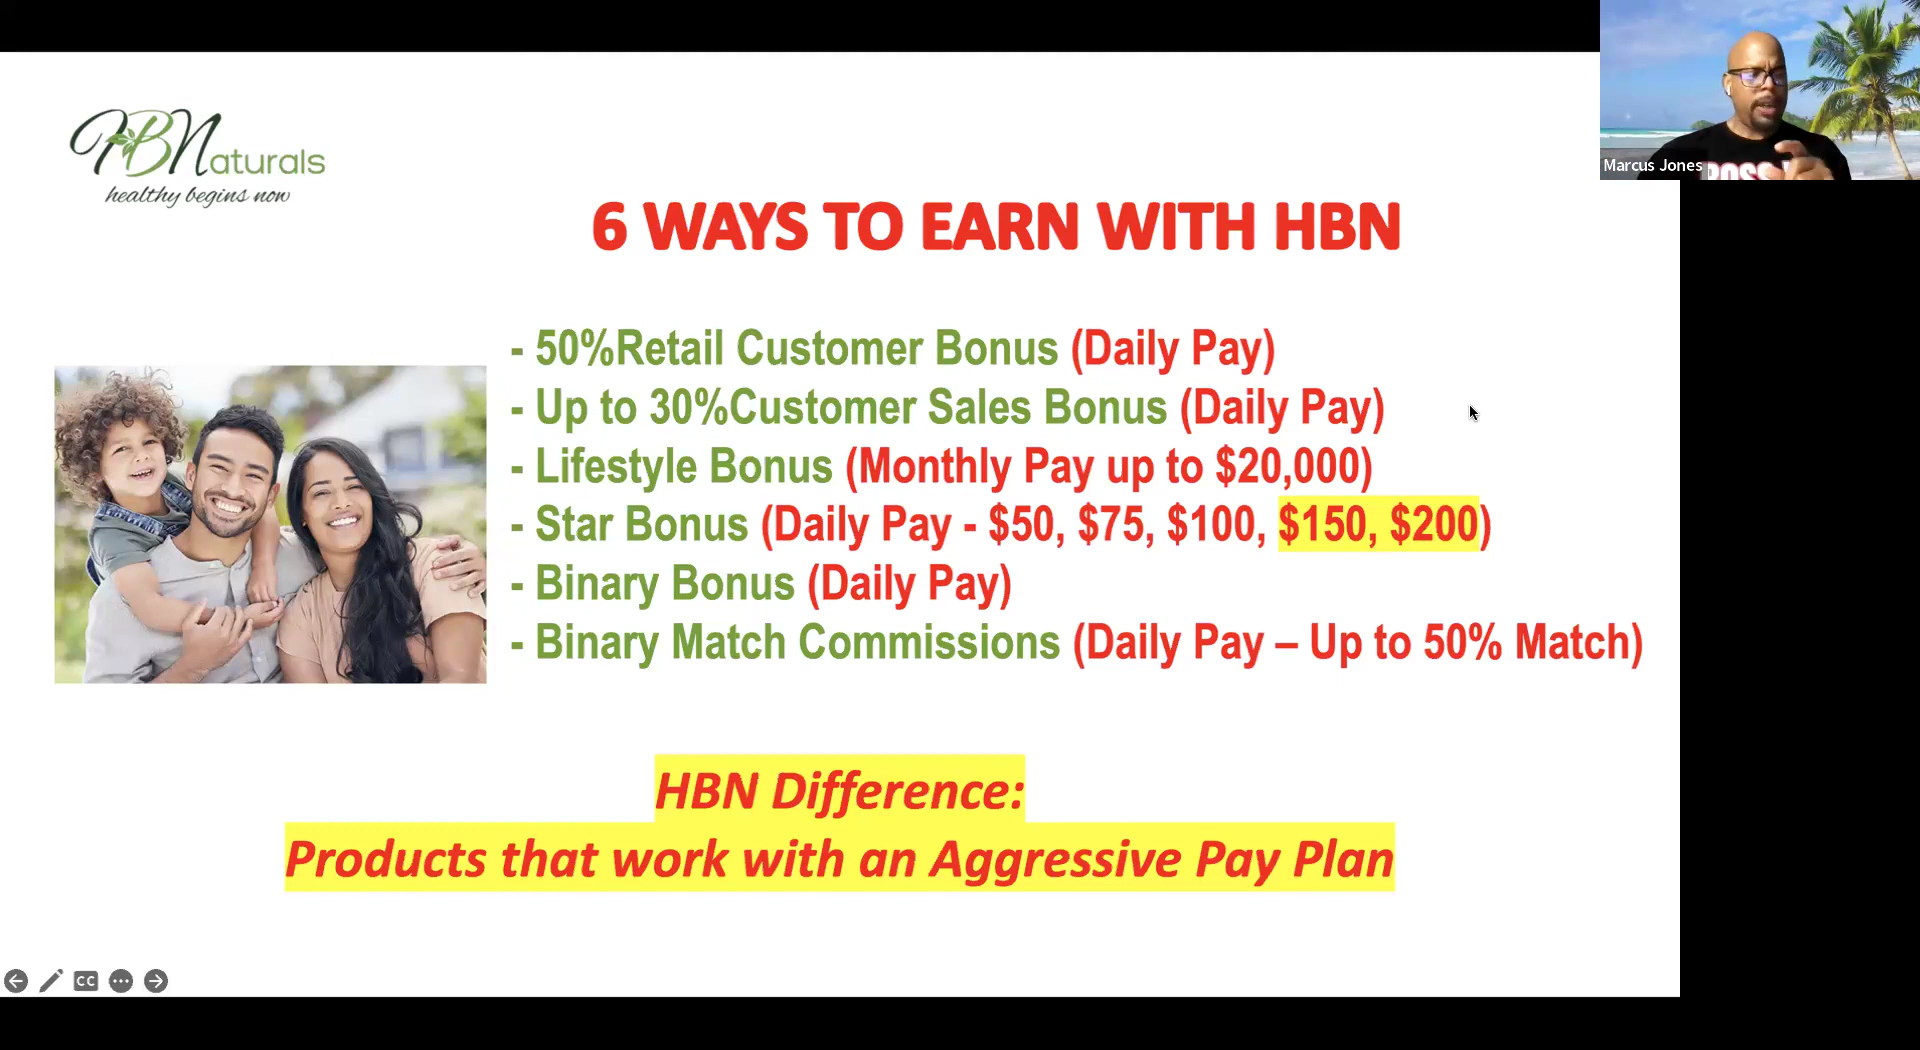 HBNaturals
healthy begins now
Marcus Jones
BOSS
6 WAYS TO EARN WITH HBN
- 50%Retail Customer Bonus (Daily Pay)
- Up to 30%Customer Sales Bonus (Daily Pay)
- Lifestyle Bonus (Monthly Pay up to $20,000)
- Star Bonus (Daily Pay - $50, $75, $100, $150, $200)
- Binary Bonus (Daily Pay)
- Binary Match Commissions (Daily Pay – Up to 50% Match)
HBN Difference:
Products that work with an Aggressive Pay Plan
CC